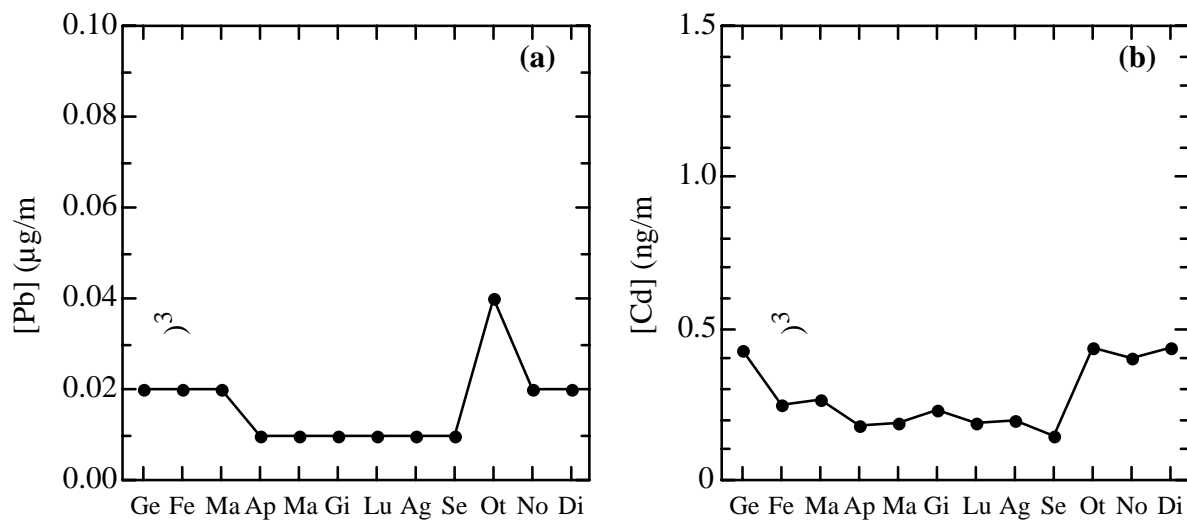 (a)
0.10
0.08
0.06
0.04
0.02
0.00
[Pb] (µg/m
3
)
Ge Fe Ma Ap Ma Gi Lu Ag Se Ot No Di
(b)
1.5
1.0
0.5
0
[Cd] (ng/m
3
)
Ge Fe Ma Ap Ma Gi Lu Ag Se Ot No Di